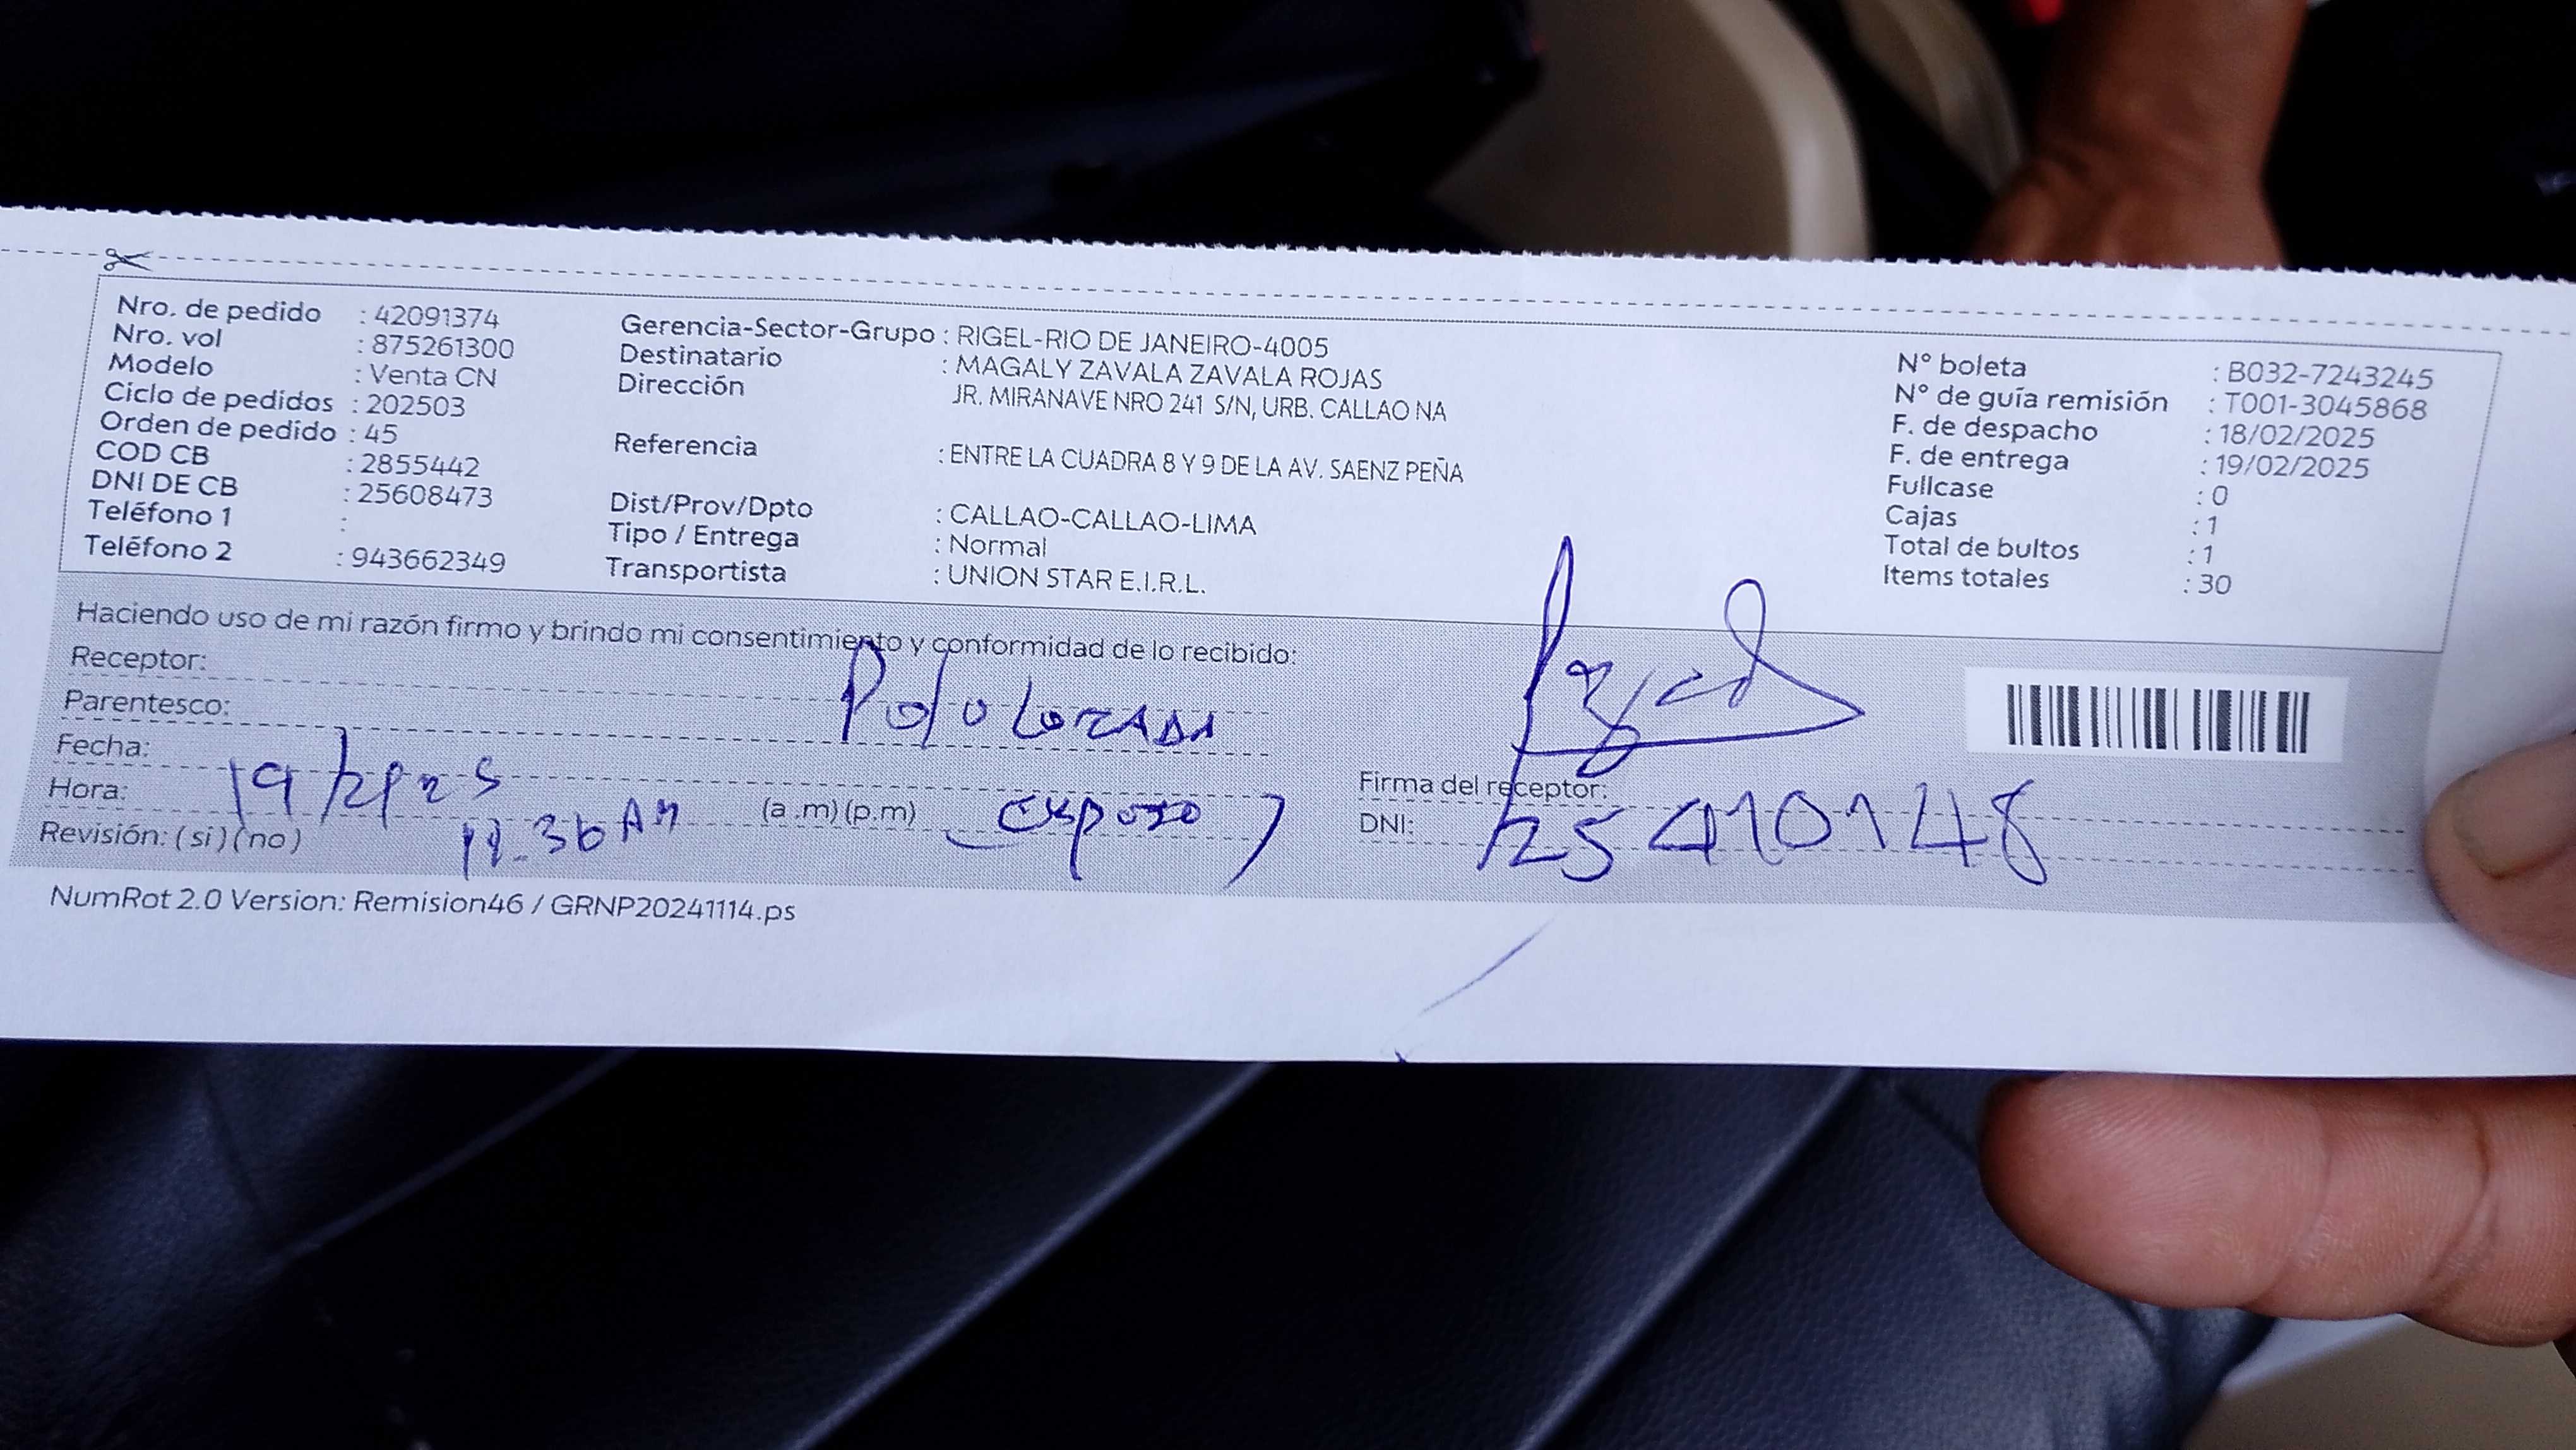 Nro. de pedido : 42091374
Nro. vol : 875261300
Modelo : Venta CN
Ciclo de pedidos : 202503
Orden de pedido : 45
COD CB : 2855442
DNI DE CB : 25608473
Teléfono 1 :
Teléfono 2 : 943662349
Gerencia-Sector-Grupo : RIGEL-RIO DE JANEIRO-4005
Destinatario : MAGALY ZAVALA ZAVALA ROJAS
Dirección JR. MIRANAVE NRO 241 S/N, URB. CALLAO NA
Referencia : ENTRE LA CUADRA 8 Y 9 DE LA AV. SAENZ PEÑA
Dist/Prov/Dpto : CALLAO-CALLAO-LIMA
Tipo / Entrega : Normal
Transportista : UNION STAR E.I.R.L.
N° boleta : B032-7243245
N° de guía remisión : T001-3045868
F. de despacho : 18/02/2025
F. de entrega : 19/02/2025
Fullcase : 0
Cajas : 1
Total de bultos : 1
Items totales : 30
Haciendo uso de mi razón firmo y brindo mi consentimiento y conformidad de lo recibido:
Receptor:
Parentesco: Polo Lozada
Fecha:
Hora: (a .m) (p.m) (esposo)
Revisión: ( si ) ( no )
Firma del receptor:
DNI: 25410148
NumRot 2.0 Version: Remision46 / GRNP20241114.ps